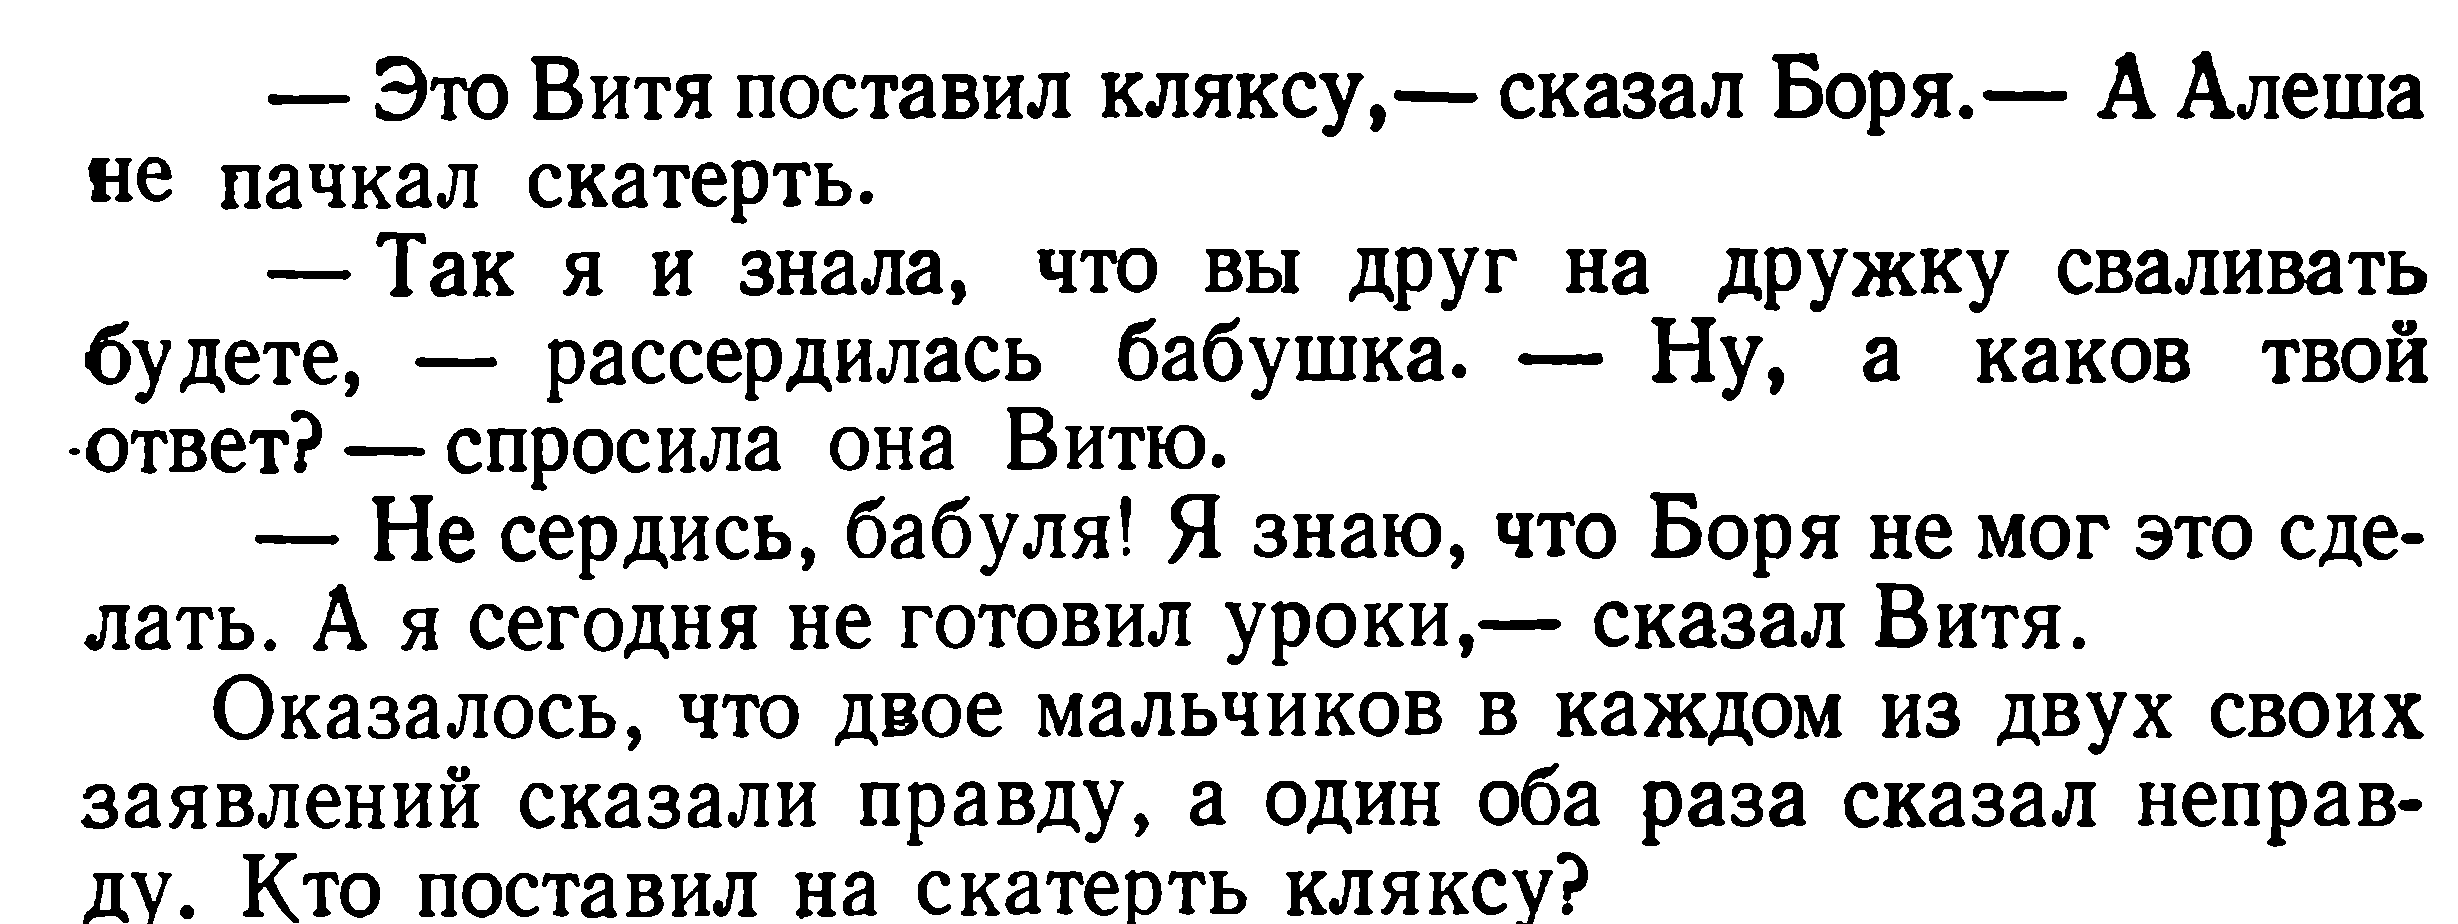 — Это Витя поставил кляксу,— сказал Боря.— А Алеша
не пачкал скатерть.
— Так я и знала, что вы друг на дружку сваливать
будете, — рассердилась бабушка. — Ну, а каков твой
ответ? — спросила она Витю.
— Не сердись, бабуля! Я знаю, что Боря не мог это сде-
лать. А я сегодня не готовил уроки,— сказал Витя.
Оказалось, что двое мальчиков в каждом из двух своих
заявлений сказали правду, а один оба раза сказал неправ-
ду. Кто поставил на скатерть кляксу?